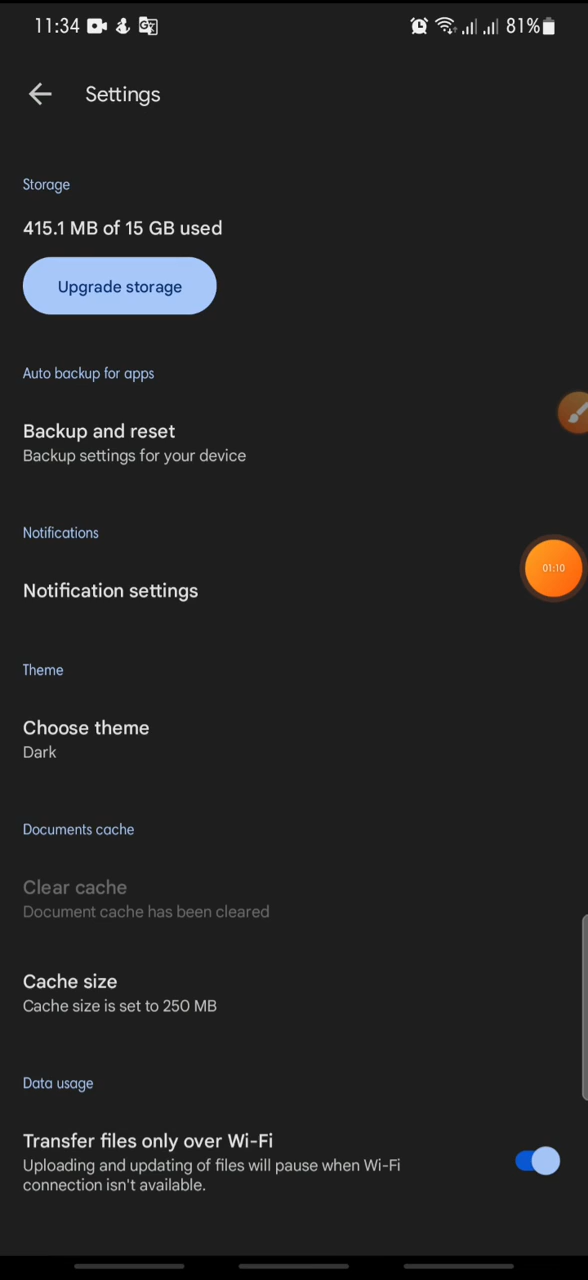 11:34
81%
Settings
Storage
415.1 MB of 15 GB used
Upgrade storage
Auto backup for apps
Backup and reset
Backup settings for your device
Notifications
01:10
Notification settings
Theme
Choose theme
Dark
Documents cache
Clear cache
Document cache has been cleared
Cache size
Cache size is set to 250 MB
Data usage
Transfer files only over Wi-Fi
Uploading and updating of files will pause when Wi-Fi
connection isn't available.